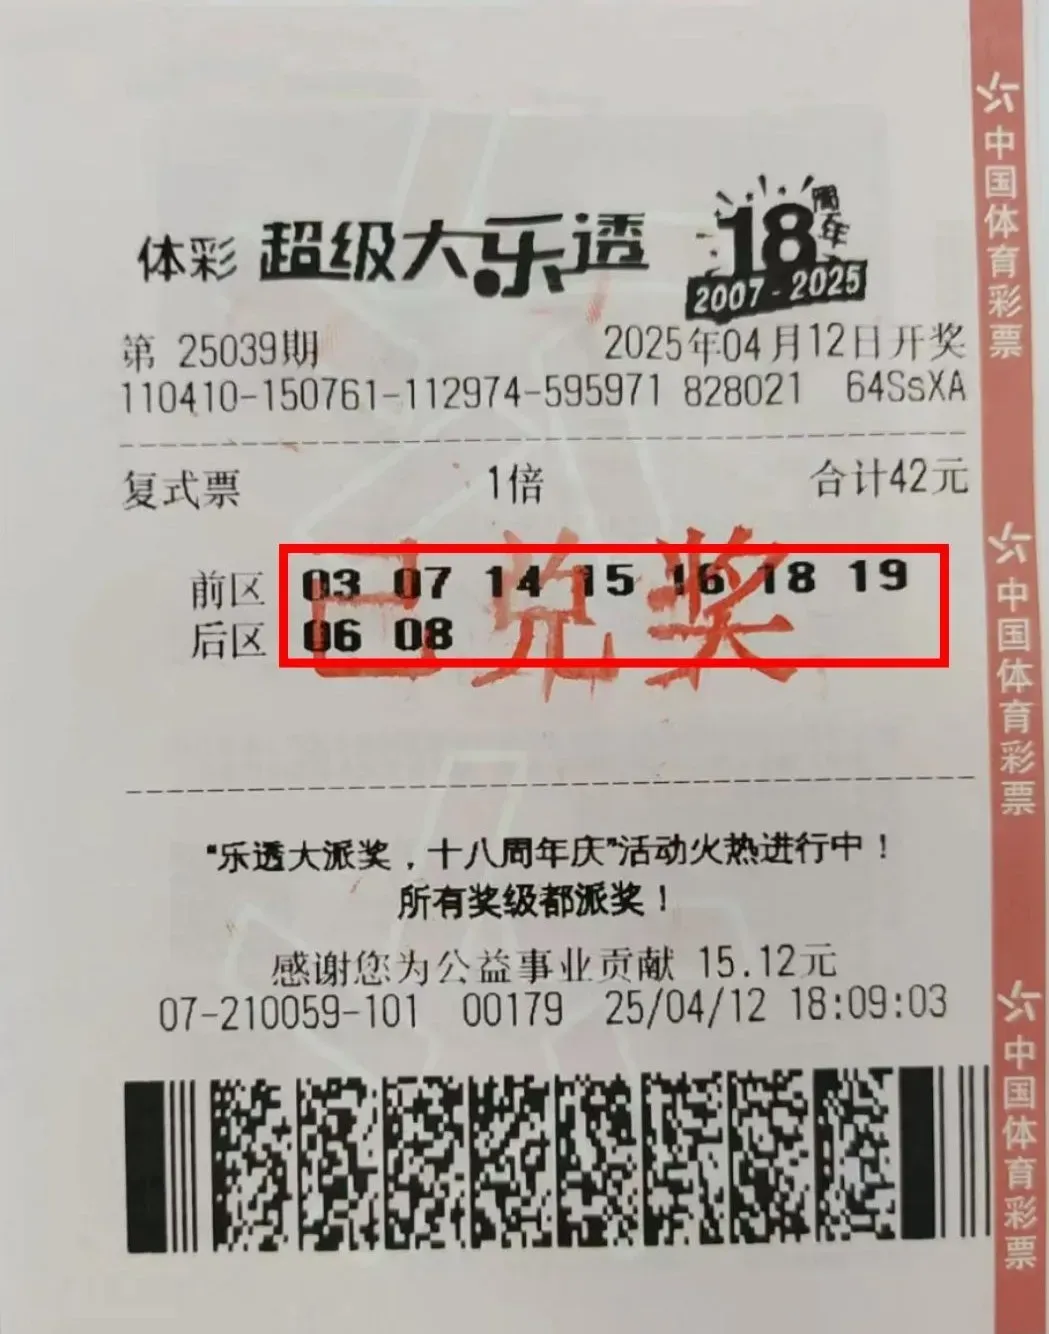 体彩 超级大乐透 18周年
2007-2025
第 25039期 2025年04月12日开奖
110410-150761-112974-595971 828021 64SsXA
复式票 1倍 合计42元
前区 03 07 14 15 16 18 19
后区 06 08
已兑奖
“乐透大派奖，十八周年庆”活动火热进行中！
所有奖级都派奖！
感谢您为公益事业贡献 15.12元
07-210059-101 00179 25/04/12 18:09:03
中国体育彩票
中国体育彩票
中国体育彩票